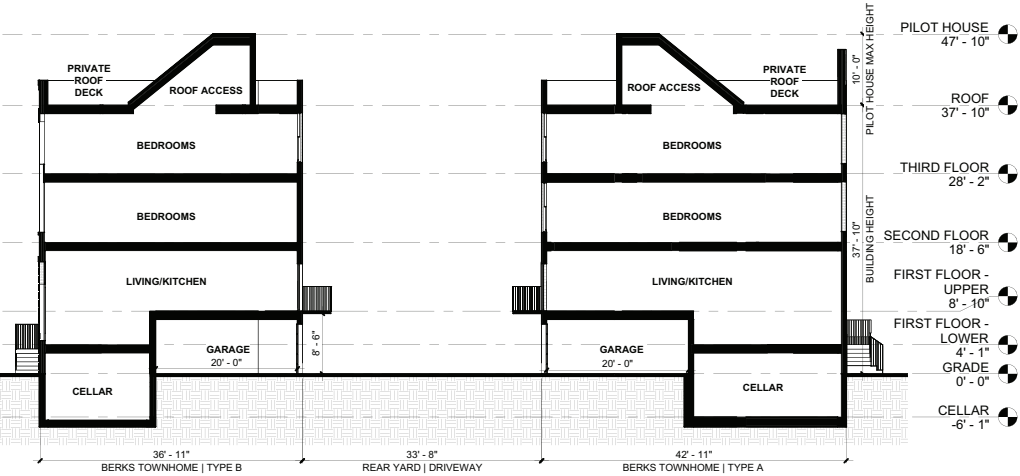 PILOT HOUSE
47' - 10"
PILOT HOUSE MAX HEIGHT
10' - 0"
PRIVATE
ROOF
DECK
ROOF ACCESS
ROOF ACCESS
PRIVATE
ROOF
DECK
ROOF
37' - 10"
BEDROOMS
BEDROOMS
THIRD FLOOR
28' - 2"
BEDROOMS
BEDROOMS
37' - 10"
BUILDING HEIGHT
SECOND FLOOR
18' - 6"
LIVING/KITCHEN
LIVING/KITCHEN
FIRST FLOOR -
UPPER
8' - 10"
FIRST FLOOR -
LOWER
4' - 1"
GARAGE
20' - 0"
8' - 6"
GARAGE
20' - 0"
GRADE
0' - 0"
CELLAR
CELLAR
CELLAR
-6' - 1"
36' - 11"
BERKS TOWNHOME | TYPE B
33' - 8"
REAR YARD | DRIVEWAY
42' - 11"
BERKS TOWNHOME | TYPE A